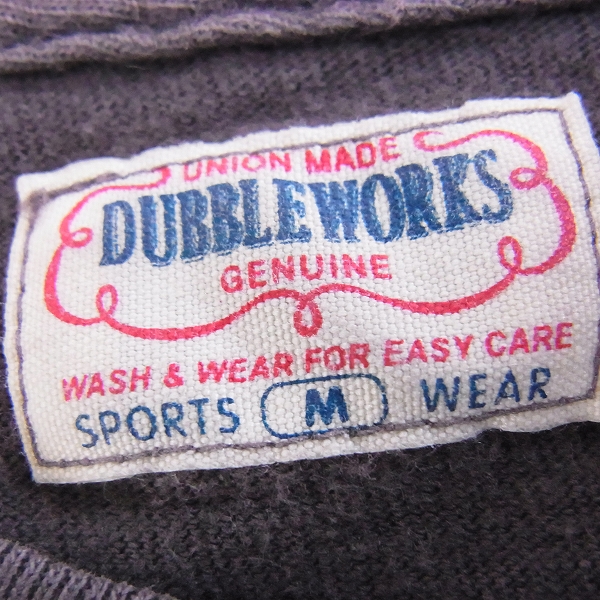 UNION MADE
DUBBLEWORKS
GENUINE
WASH & WEAR FOR EASY CARE
SPORTS M WEAR